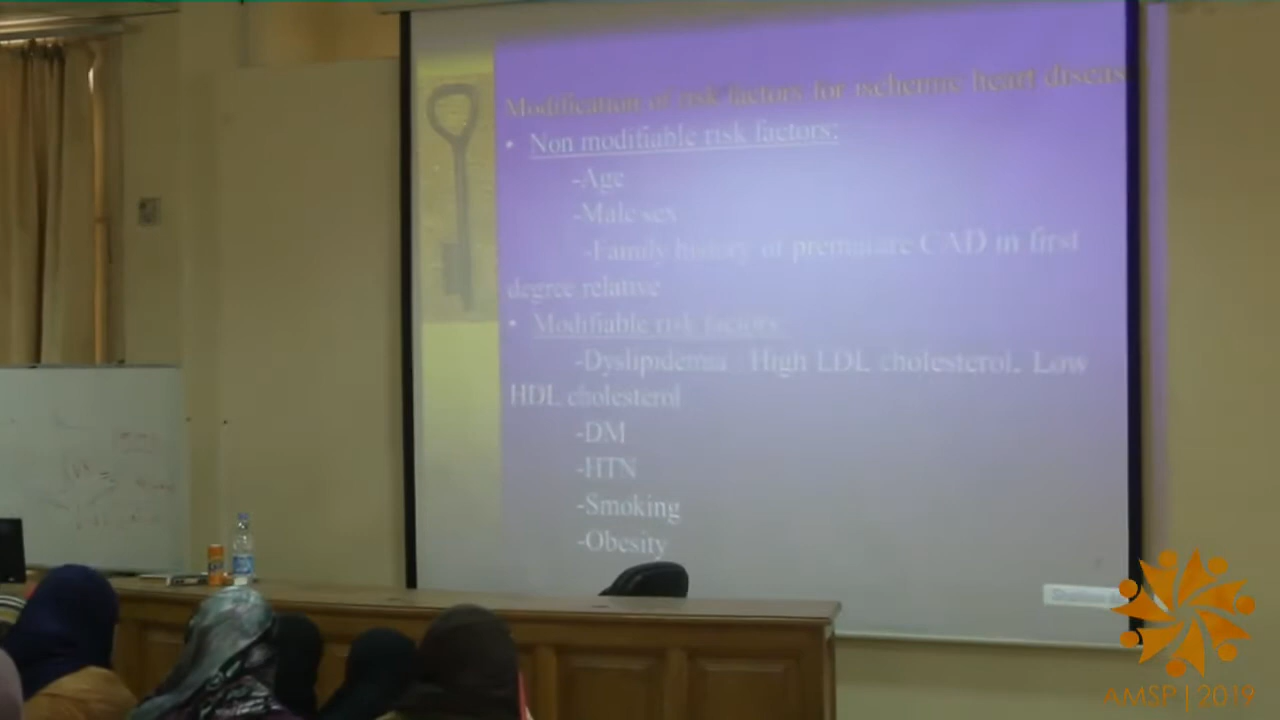 Modification of risk factors for ischemic heart diseas
• Non modifiable risk factors:
-Age
-Male sex
-Family history of premature CAD in first
degree relative
• Modifiable risk factors
-Dyslipidemia High LDL cholesterol. Low
HDL cholesterol
-DM
-HTN
-Smoking
-Obesity
AMSP | 2019